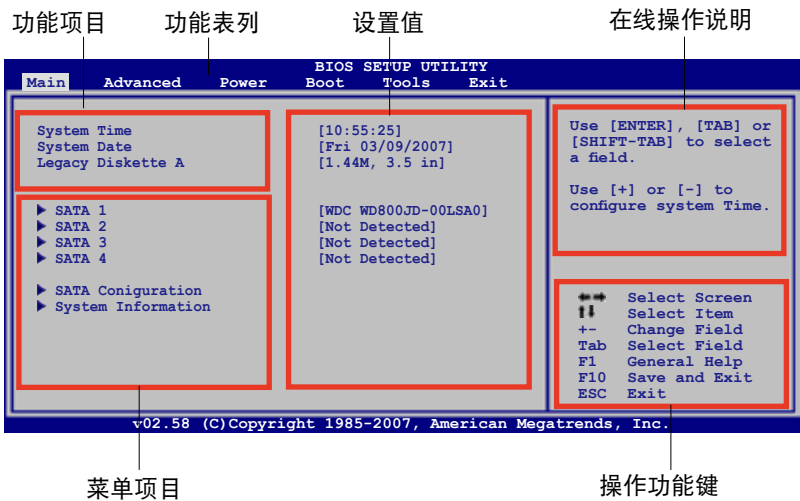 功能项目 功能表列 设置值 在线操作说明
BIOS SETUP UTILITY
Main Advanced Power Boot Tools Exit
System Time [10:55:25]
System Date [Fri 03/09/2007]
Legacy Diskette A [1.44M, 3.5 in]
SATA 1 [WDC WD800JD-00LSA0]
SATA 2 [Not Detected]
SATA 3 [Not Detected]
SATA 4 [Not Detected]
SATA Coniguration
System Information
Use [ENTER], [TAB] or
[SHIFT-TAB] to select
a field.
Use [+] or [-] to
configure system Time.
←→ Select Screen
↑↓ Select Item
+- Change Field
Tab Select Field
F1 General Help
F10 Save and Exit
ESC Exit
v02.58 (C)Copyright 1985-2007, American Megatrends, Inc.
菜单项目 操作功能键